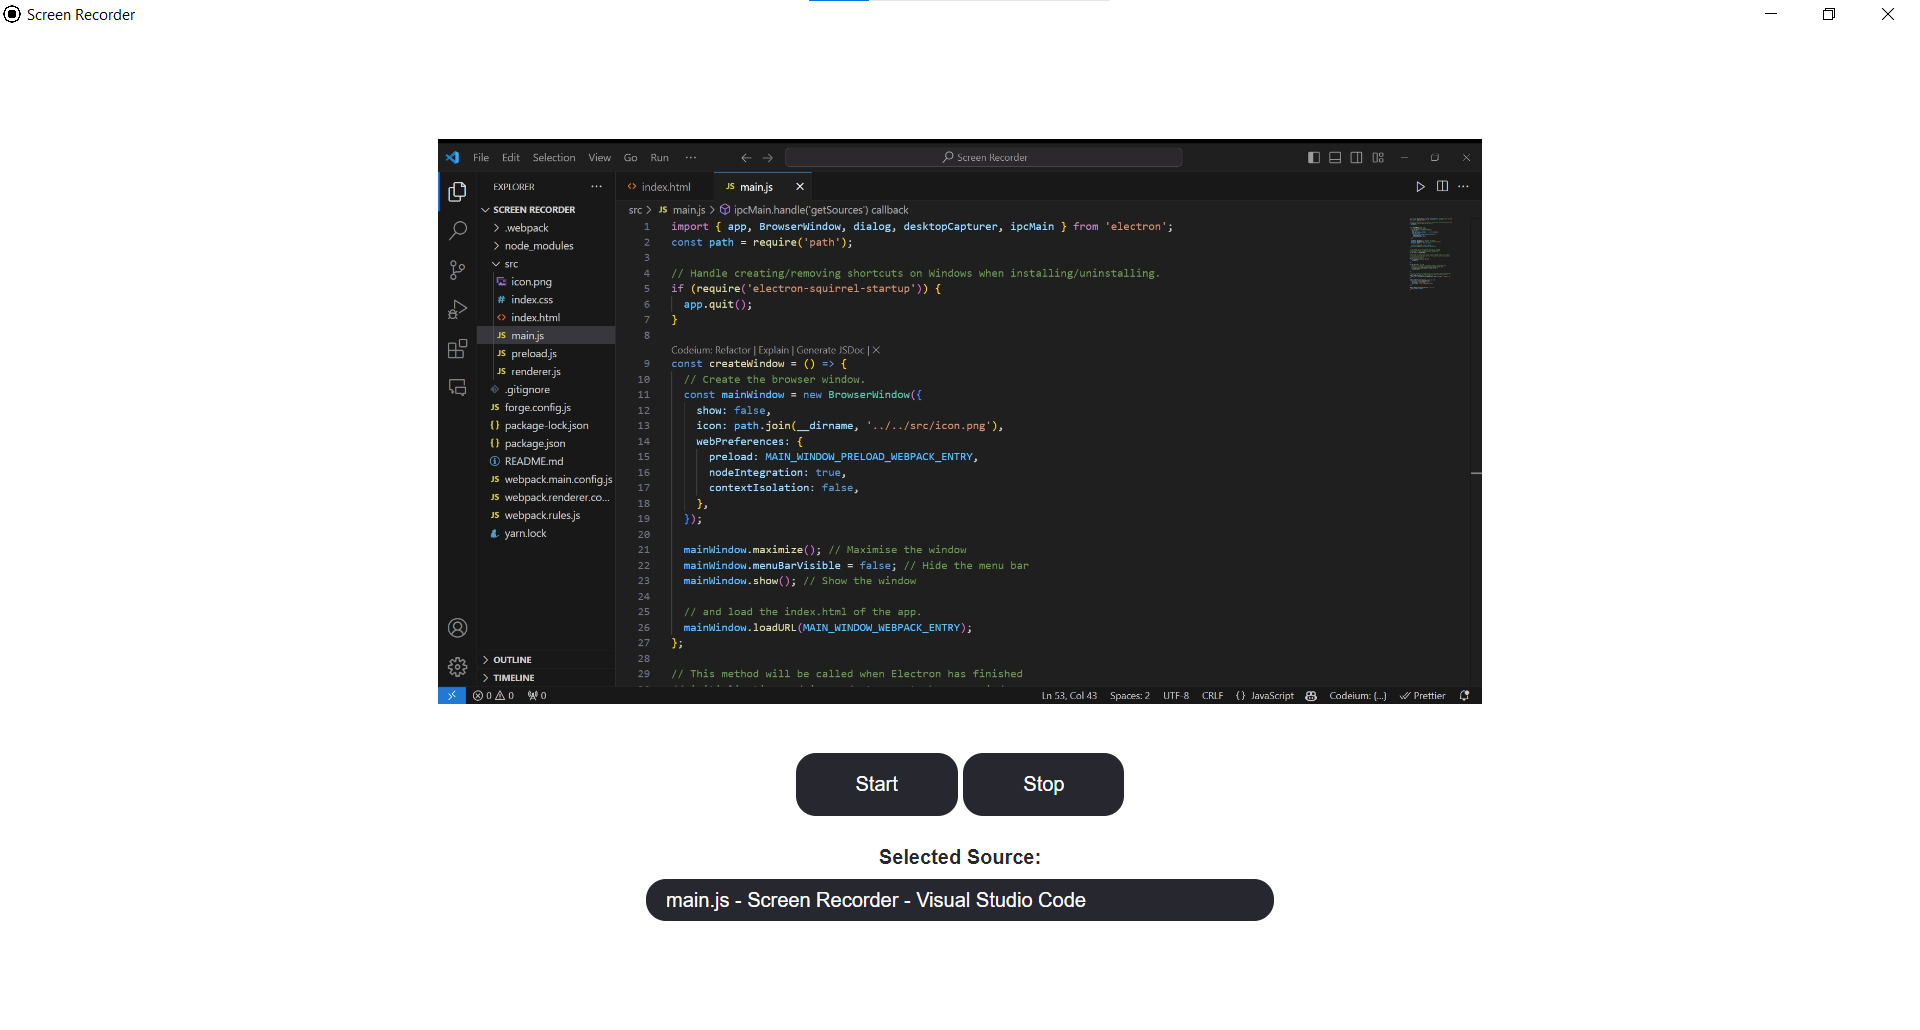 Screen Recorder
File Edit Selection View Go Run ··· Screen Recorder
EXPLORER ···
SCREEN RECORDER
.webpack
node_modules
src
icon.png
index.css
index.html
main.js
preload.js
renderer.js
.gitignore
forge.config.js
package-lock.json
package.json
README.md
webpack.main.config.js
webpack.renderer.co...
webpack.rules.js
yarn.lock
OUTLINE
TIMELINE
index.html JS main.js
src > JS main.js > ipcMain.handle('getSources') callback
1 import { app, BrowserWindow, dialog, desktopCapturer, ipcMain } from 'electron';
2 const path = require('path');
3
4 // Handle creating/removing shortcuts on Windows when installing/uninstalling.
5 if (require('electron-squirrel-startup')) {
6 app.quit();
7 }
8
Codeium: Refactor | Explain | Generate JSDoc | X
9 const createWindow = () => {
10 // Create the browser window.
11 const mainWindow = new BrowserWindow({
12 show: false,
13 icon: path.join(__dirname, '../../src/icon.png'),
14 webPreferences: {
15 preload: MAIN_WINDOW_PRELOAD_WEBPACK_ENTRY,
16 nodeIntegration: true,
17 contextIsolation: false,
18 },
19 });
20
21 mainWindow.maximize(); // Maximise the window
22 mainWindow.menuBarVisible = false; // Hide the menu bar
23 mainWindow.show(); // Show the window
24
25 // and load the index.html of the app.
26 mainWindow.loadURL(MAIN_WINDOW_WEBPACK_ENTRY);
27 };
28
29 // This method will be called when Electron has finished
0 0 0 Ln 53, Col 43 Spaces: 2 UTF-8 CRLF {} JavaScript Codeium: {...} Prettier
Start Stop
Selected Source:
main.js - Screen Recorder - Visual Studio Code